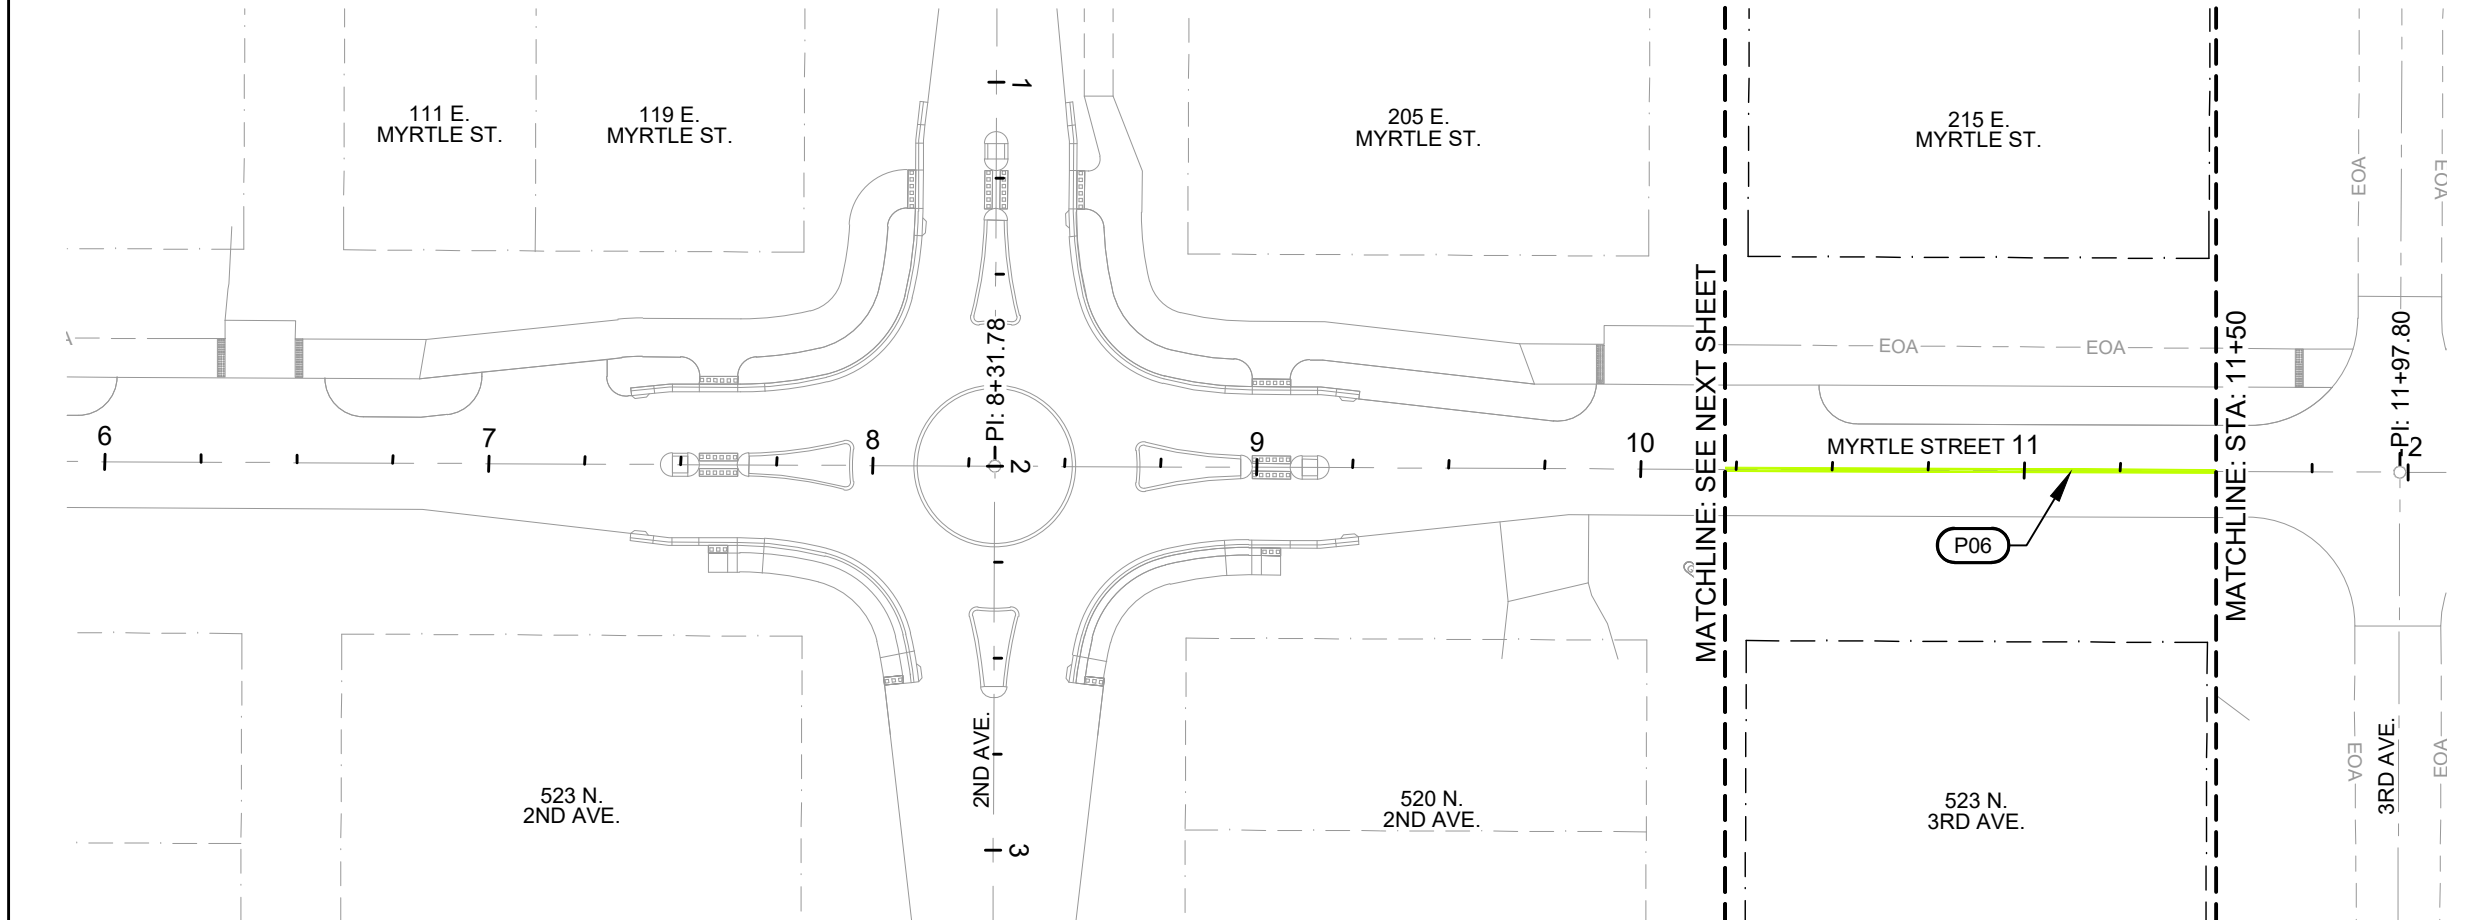 111 E.
MYRTLE ST.
119 E.
MYRTLE ST.
1
205 E.
MYRTLE ST.
215 E.
MYRTLE ST.
EOA
EOA
A
EOA
EOA
6
7
8
PI: 8+31.78
2
9
10
MATCHLINE: SEE NEXT SHEET
MYRTLE STREET
11
MATCHLINE: STA: 11+50
PI: 11+97.80
2
P06
2ND AVE.
523 N.
2ND AVE.
520 N.
2ND AVE.
523 N.
3RD AVE.
EOA
3RD AVE.
EOA
3